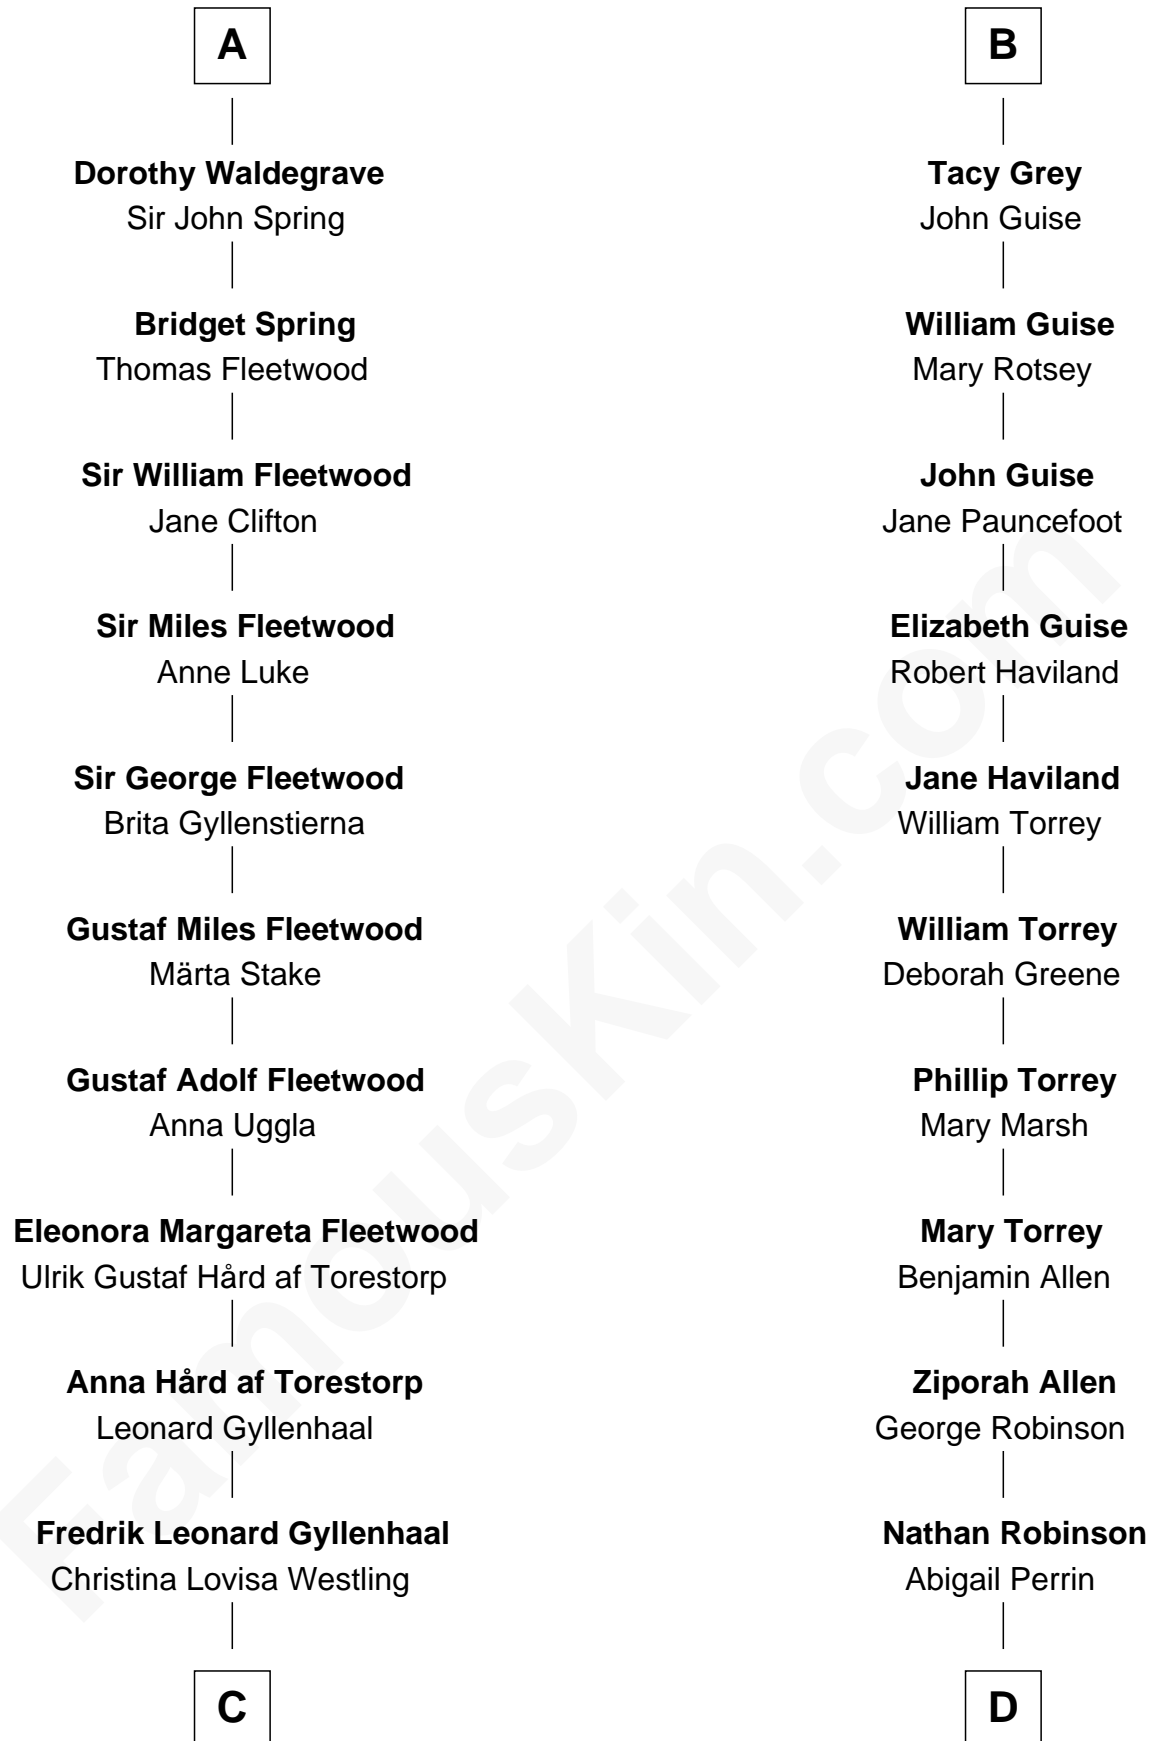 A
Dorothy Waldegrave
Sir John Spring
Bridget Spring
Thomas Fleetwood
Sir William Fleetwood
Jane Clifton
Sir Miles Fleetwood
Anne Luke
Sir George Fleetwood
Brita Gyllenstierna
Gustaf Miles Fleetwood
Märta Stake
Gustaf Adolf Fleetwood
Anna Uggla
Eleonora Margareta Fleetwood
Ulrik Gustaf Hård af Torestorp
Anna Hård af Torestorp
Leonard Gyllenhaal
Fredrik Leonard Gyllenhaal
Christina Lovisa Westling
C
B
Tacy Grey
John Guise
William Guise
Mary Rotsey
John Guise
Jane Pauncefoot
Elizabeth Guise
Robert Haviland
Jane Haviland
William Torrey
William Torrey
Deborah Greene
Phillip Torrey
Mary Marsh
Mary Torrey
Benjamin Allen
Ziporah Allen
George Robinson
Nathan Robinson
Abigail Perrin
D
FamousKin.com